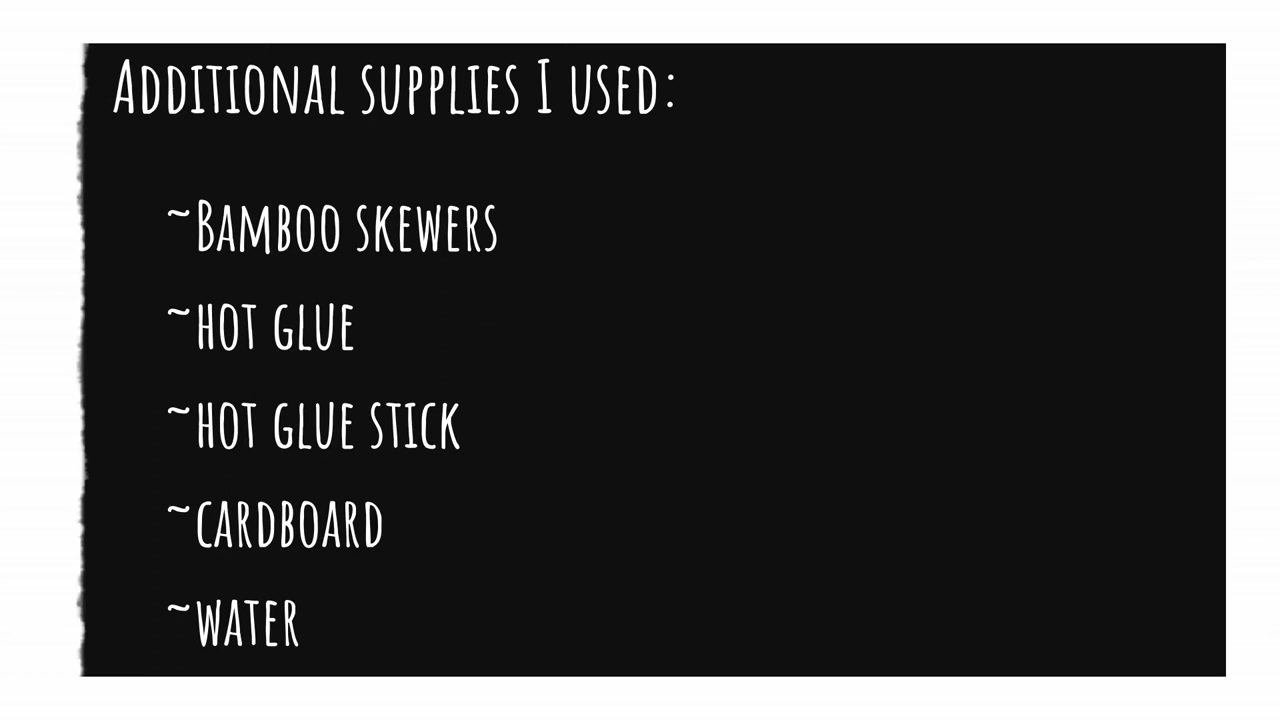 Additional supplies I used:
~Bamboo skewers
~hot glue
~hot glue stick
~cardboard
~water